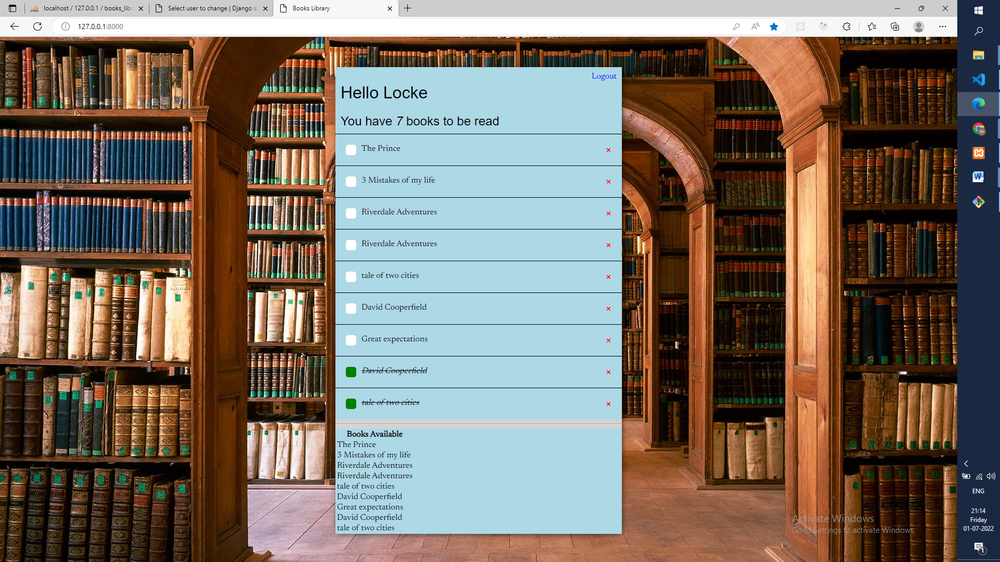 localhost / 127.0.0.1 / books_libr
Select user to change | Django s
Books Library
127.0.0.1:8000
Logout
Hello Locke
You have 7 books to be read
The Prince
3 Mistakes of my life
Riverdale Adventures
Riverdale Adventures
tale of two cities
David Cooperfield
Great expectations
David Cooperfield
tale of two cities
Books Available
The Prince
3 Mistakes of my life
Riverdale Adventures
Riverdale Adventures
tale of two cities
David Cooperfield
Great expectations
David Cooperfield
tale of two cities
Activate Windows
Go to Settings to activate Windows.
ENG
21:14
Friday
01-07-2022
1